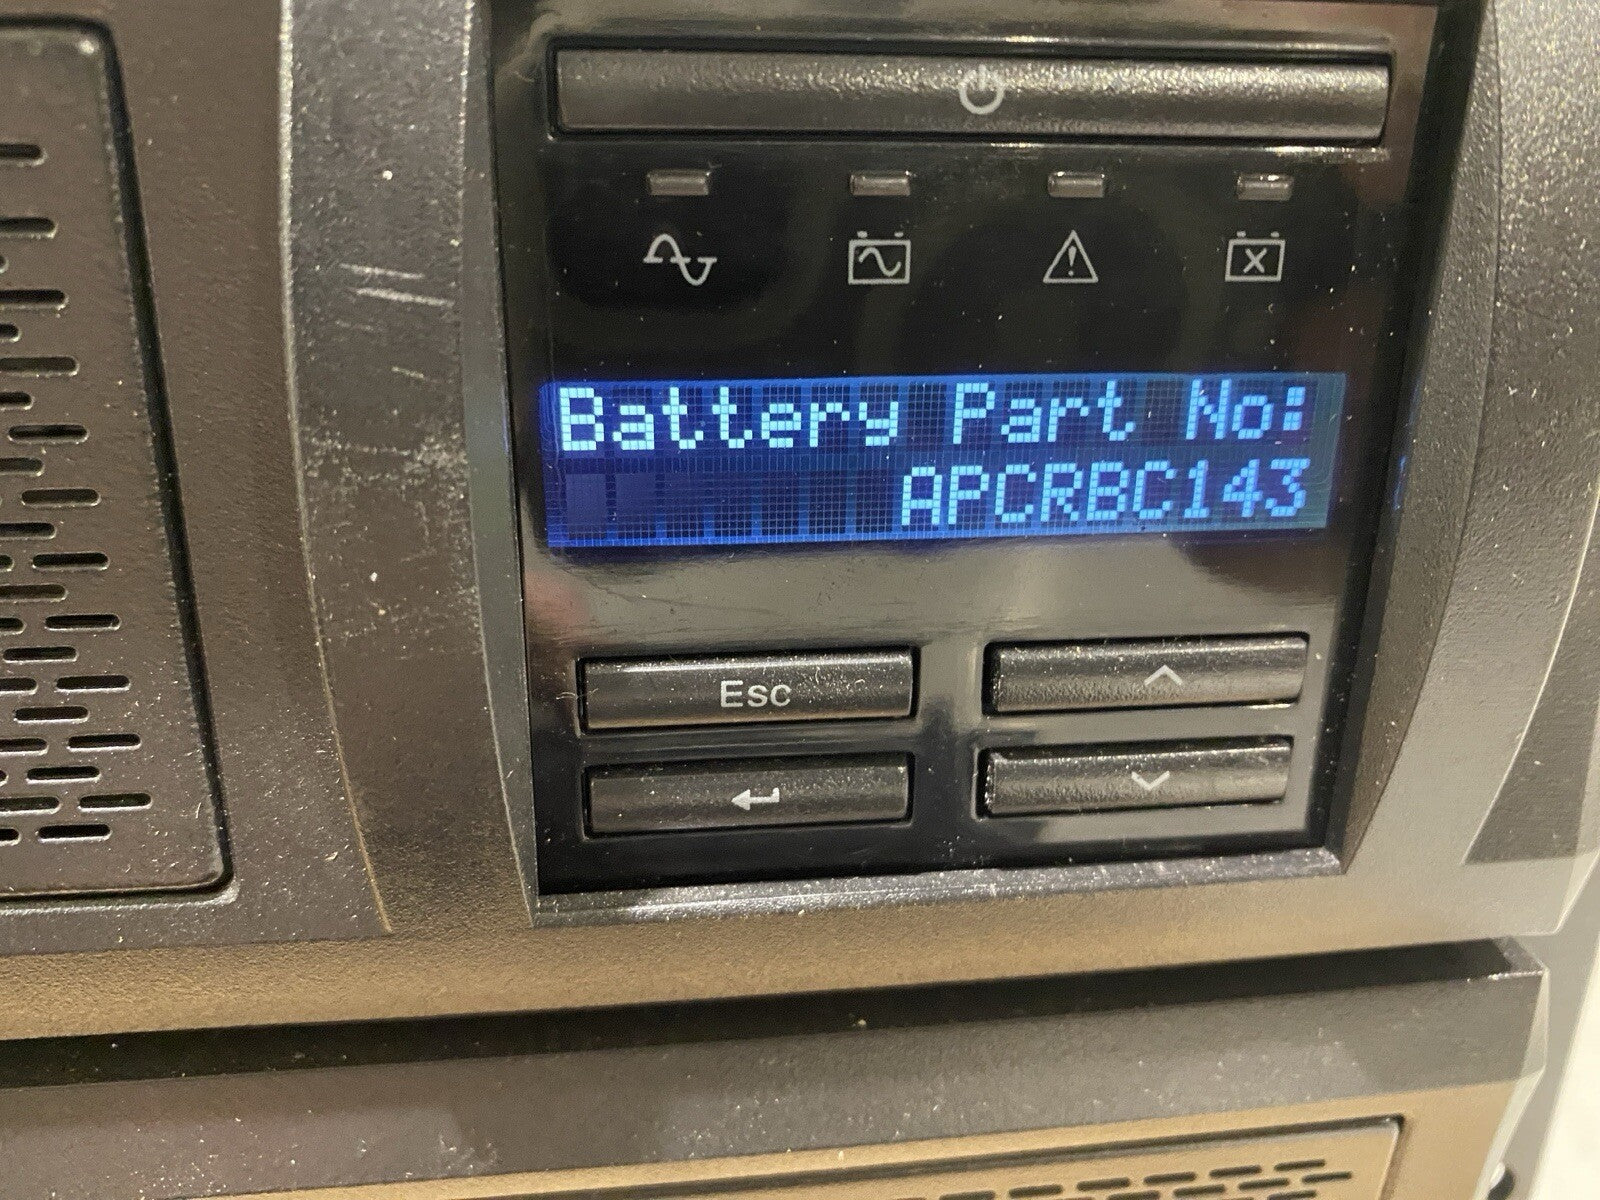 Battery Part No:
APCRBC143
Esc